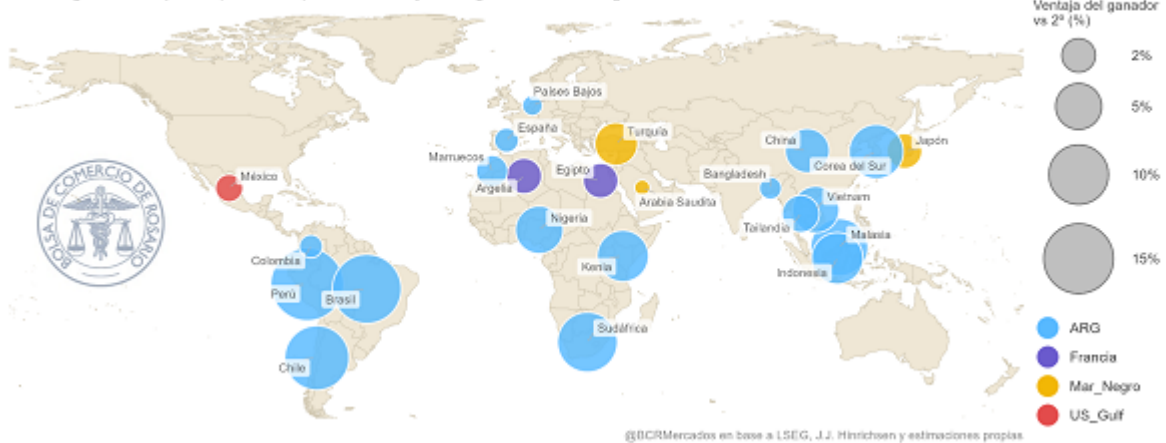 Ventaja del ganador
vs 2º (%)
2%
5%
10%
15%
ARG
Francia
Mar_Negro
US_Gulf
Países Bajos
España
Turquía
China
Japón
Corea del Sur
Marruecos
Argelia
Egipto
Arabia Saudita
Bangladesh
México
Nigeria
Vietnam
Tailandia
Malasia
Kenia
Indonesia
Colombia
Perú
Brasil
Sudáfrica
Chile
BOLSA DE COMERCIO DE ROSARIO
@BCRMercados en base a LSEG, J.J. Hinrichsen y estimaciones propias